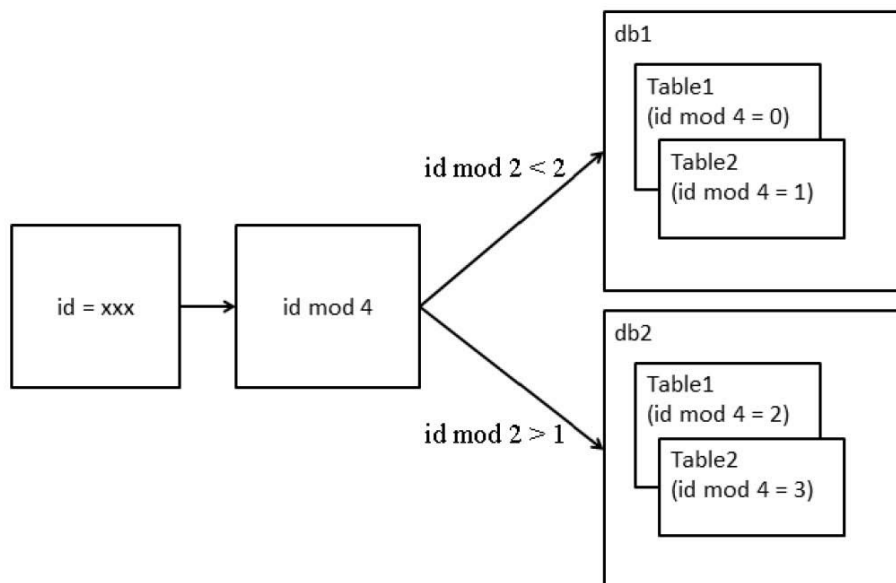 id = xxx
id mod 4
id mod 2 < 2
id mod 2 > 1
db1
Table1
(id mod 4 = 0)
Table2
(id mod 4 = 1)
db2
Table1
(id mod 4 = 2)
Table2
(id mod 4 = 3)